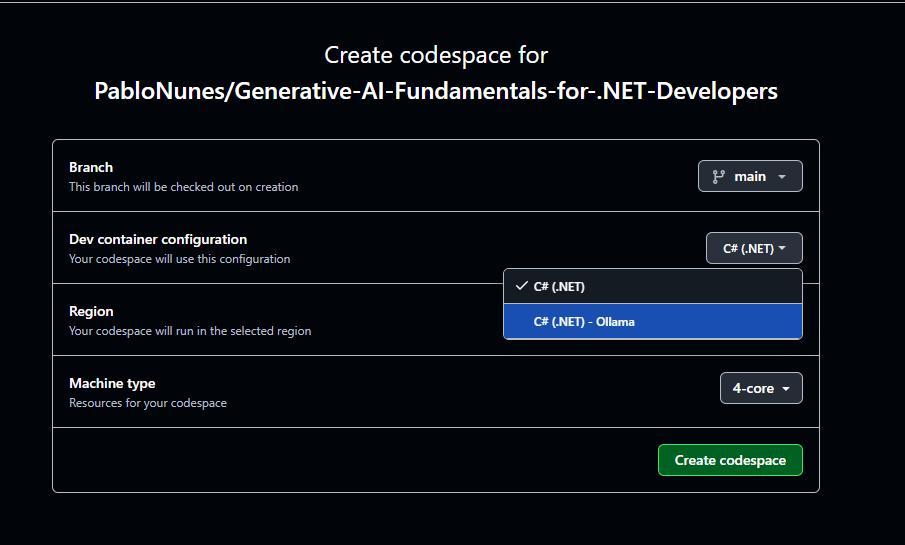 Create codespace for
PabloNunes/Generative-AI-Fundamentals-for-.NET-Developers
Branch
This branch will be checked out on creation
main
Dev container configuration
Your codespace will use this configuration
C# (.NET)
C# (.NET)
C# (.NET) - Ollama
Region
Your codespace will run in the selected region
Machine type
Resources for your codespace
4-core
Create codespace